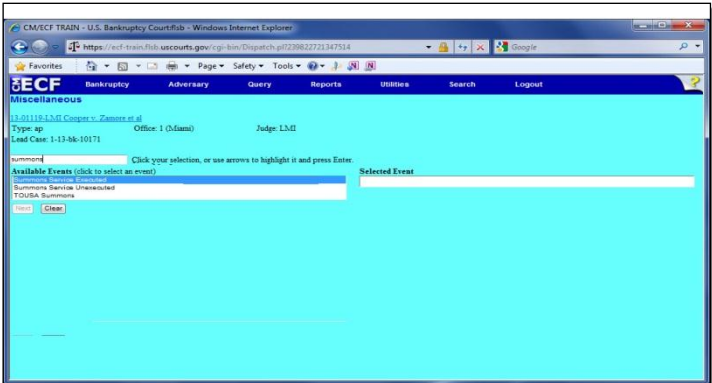 CM/ECF TRAIN - U.S. Bankruptcy Court:flsb - Windows Internet Explorer
https://ecf-train.flsb.uscourts.gov/cgi-bin/Dispatch.pl?239822721347514
Google
Favorites Page Safety Tools
ECF Bankruptcy Adversary Query Reports Utilities Search Logout ?
Miscellaneous
13-01119-LMI Cooper v. Zamore et al
Type: ap Office: 1 (Miami) Judge: LMI
Lead Case: 1-13-bk-10171
summons Click your selection, or use arrows to highlight it and press Enter.
Available Events (click to select an event) Selected Event
Summons Service Executed
Summons Service Unexecuted
TOUSA Summons
Next Clear